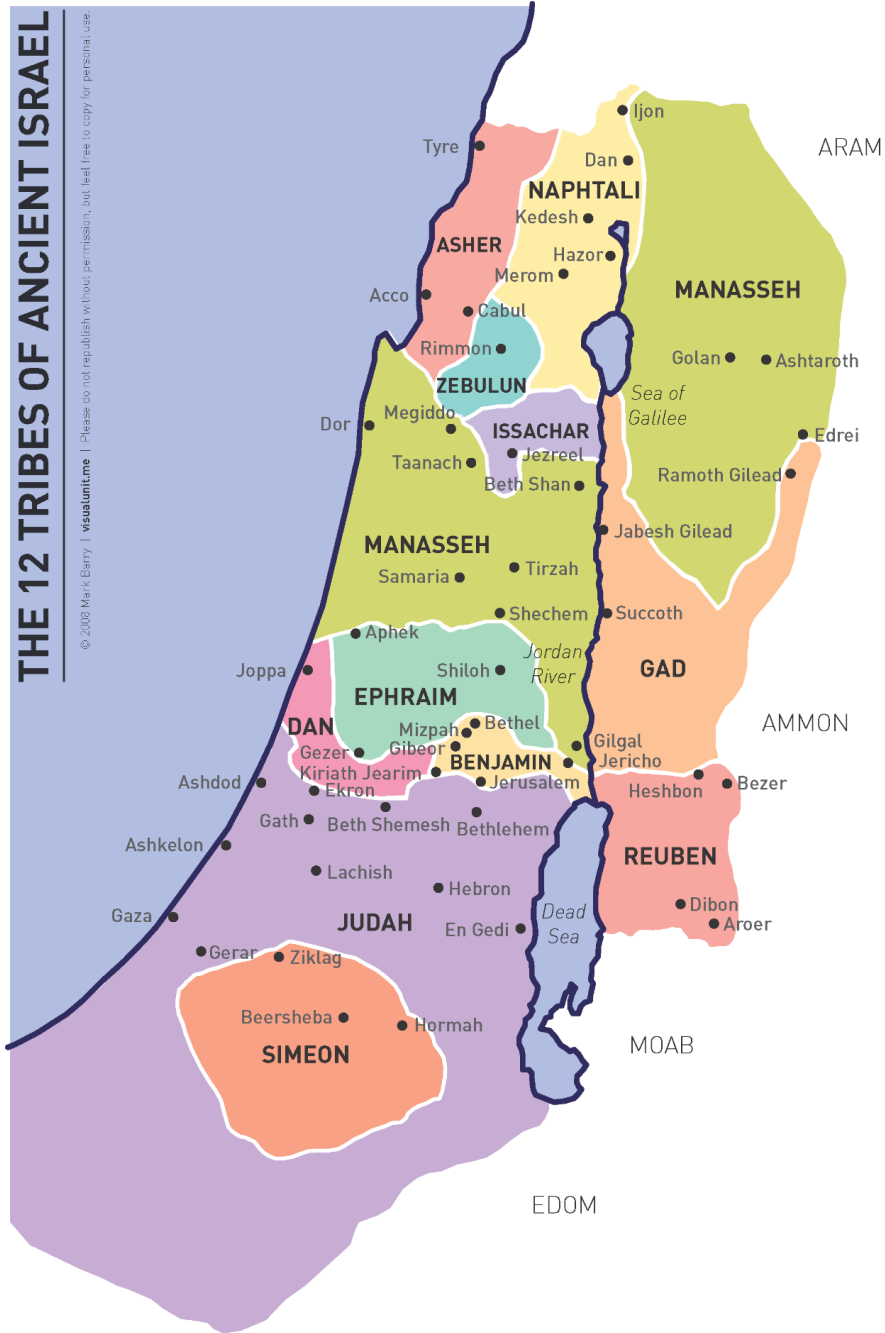 THE 12 TRIBES OF ANCIENT ISRAEL
© 2008 Mark Barry | visualunit.me | Please do not republish without permission, but feel free to copy for personal use.
Ijon
ARAM
Tyre
Dan
NAPHTALI
Kedesh
ASHER
Hazor
Merom
MANASSEH
Acco
Cabul
Rimmon
Golan
Ashtaroth
ZEBULUN
Sea of
Galilee
Megiddo
Dor
ISSACHAR
Edrei
Jezreel
Taanach
Ramoth Gilead
Beth Shan
Jabesh Gilead
MANASSEH
Tirzah
Samaria
Shechem
Succoth
Aphek
Jordan
River
Joppa
Shiloh
GAD
EPHRAIM
DAN
Bethel
Mizpah
AMMON
Gibeor
Gilgal
Gezer
BENJAMIN
Jericho
Kiriath Jearim
Jerusalem
Heshbon
Bezer
Ashdod
Ekron
Gath
Beth Shemesh
Bethlehem
Ashkelon
REUBEN
Lachish
Hebron
Dibon
Gaza
JUDAH
En Gedi
Dead
Sea
Aroer
Gerar
Ziklag
Beersheba
Hormah
SIMEON
MOAB
EDOM